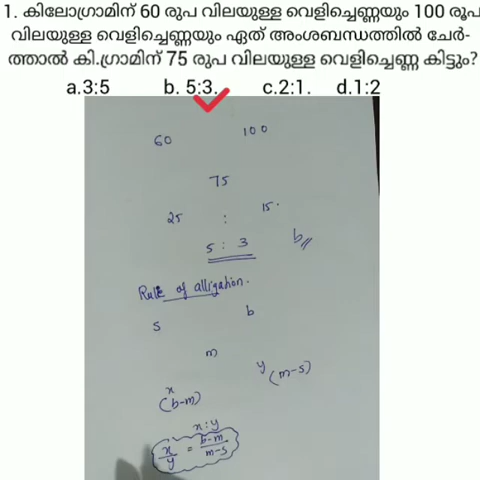 1. കിലോഗ്രാമിന് 60 രൂപ വിലയുള്ള വെളിച്ചെണ്ണയും 100 രൂപ
വിലയുള്ള വെളിച്ചെണ്ണയും ഏത് അംശബന്ധത്തിൽ ചേർ-
ത്താൽ കി.ഗ്രാമിന് 75 രുപ വിലയുള്ള വെളിച്ചെണ്ണ കിട്ടും?
a.3:5 b. 5:3. c.2:1. d.1:2
60 100
75
25 : 15.
5 : 3 b//
Rule of alligation.
s b
m
x y
(b-m) (m-s)
x:y
x/y = b-m/m-s